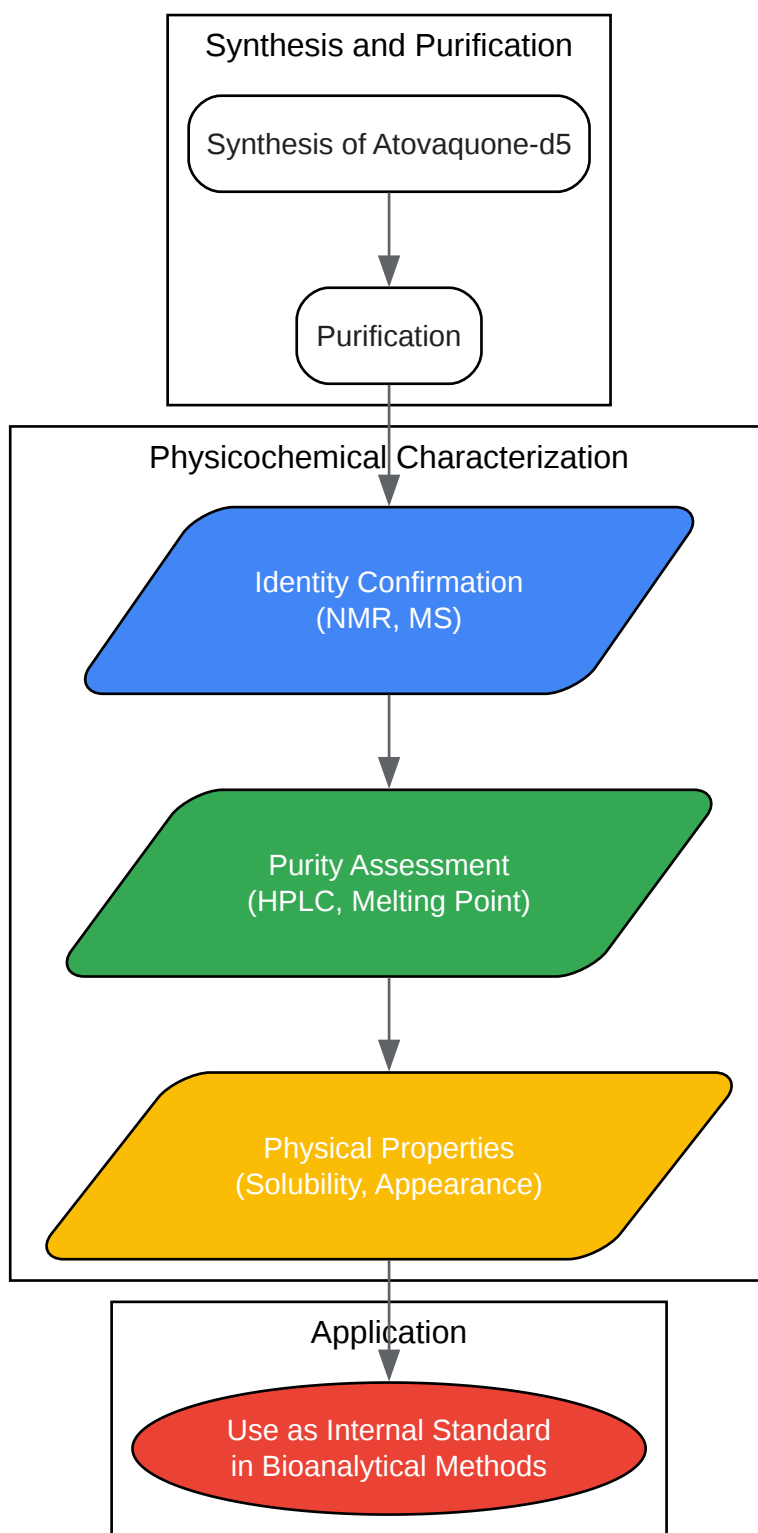 Synthesis and Purification
Synthesis of Atovaquone-d5
Purification
Physicochemical Characterization
Identity Confirmation
(NMR, MS)
Purity Assessment
(HPLC, Melting Point)
Physical Properties
(Solubility, Appearance)
Application
Use as Internal Standard
in Bioanalytical Methods